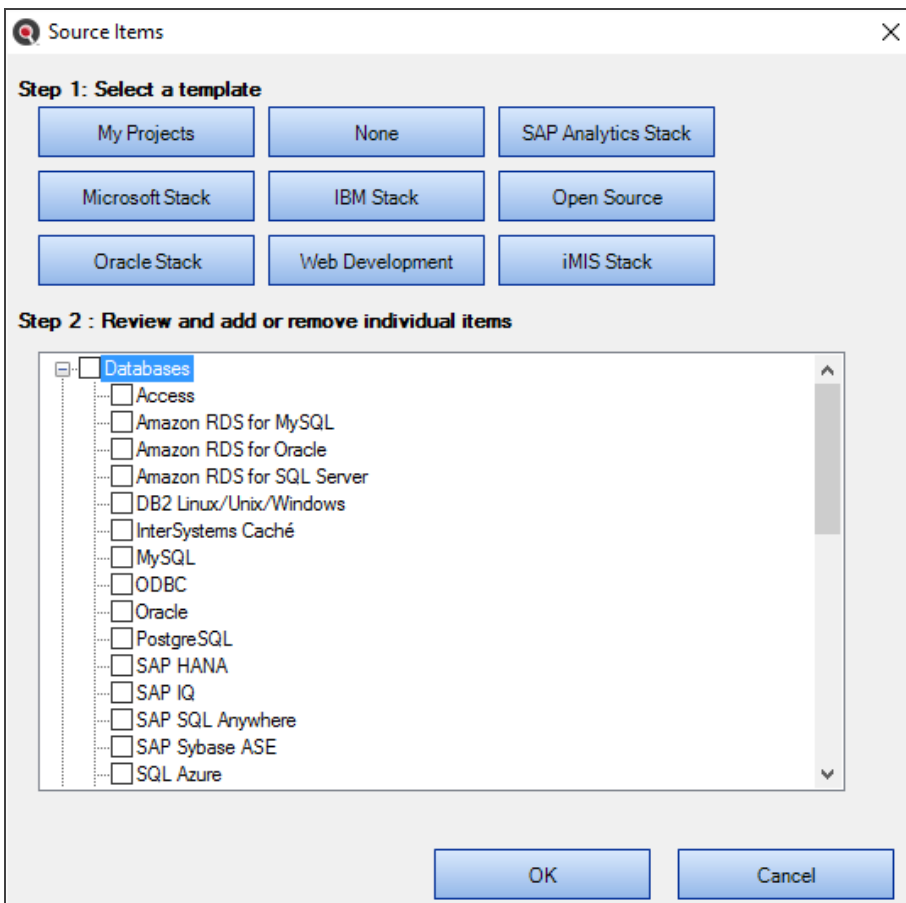 Source Items
Step 1: Select a template
My Projects
None
SAP Analytics Stack
Microsoft Stack
IBM Stack
Open Source
Oracle Stack
Web Development
iMIS Stack
Step 2 : Review and add or remove individual items
Databases
Access
Amazon RDS for MySQL
Amazon RDS for Oracle
Amazon RDS for SQL Server
DB2 Linux/Unix/Windows
InterSystems Caché
MySQL
ODBC
Oracle
PostgreSQL
SAP HANA
SAP IQ
SAP SQL Anywhere
SAP Sybase ASE
SQL Azure
OK
Cancel